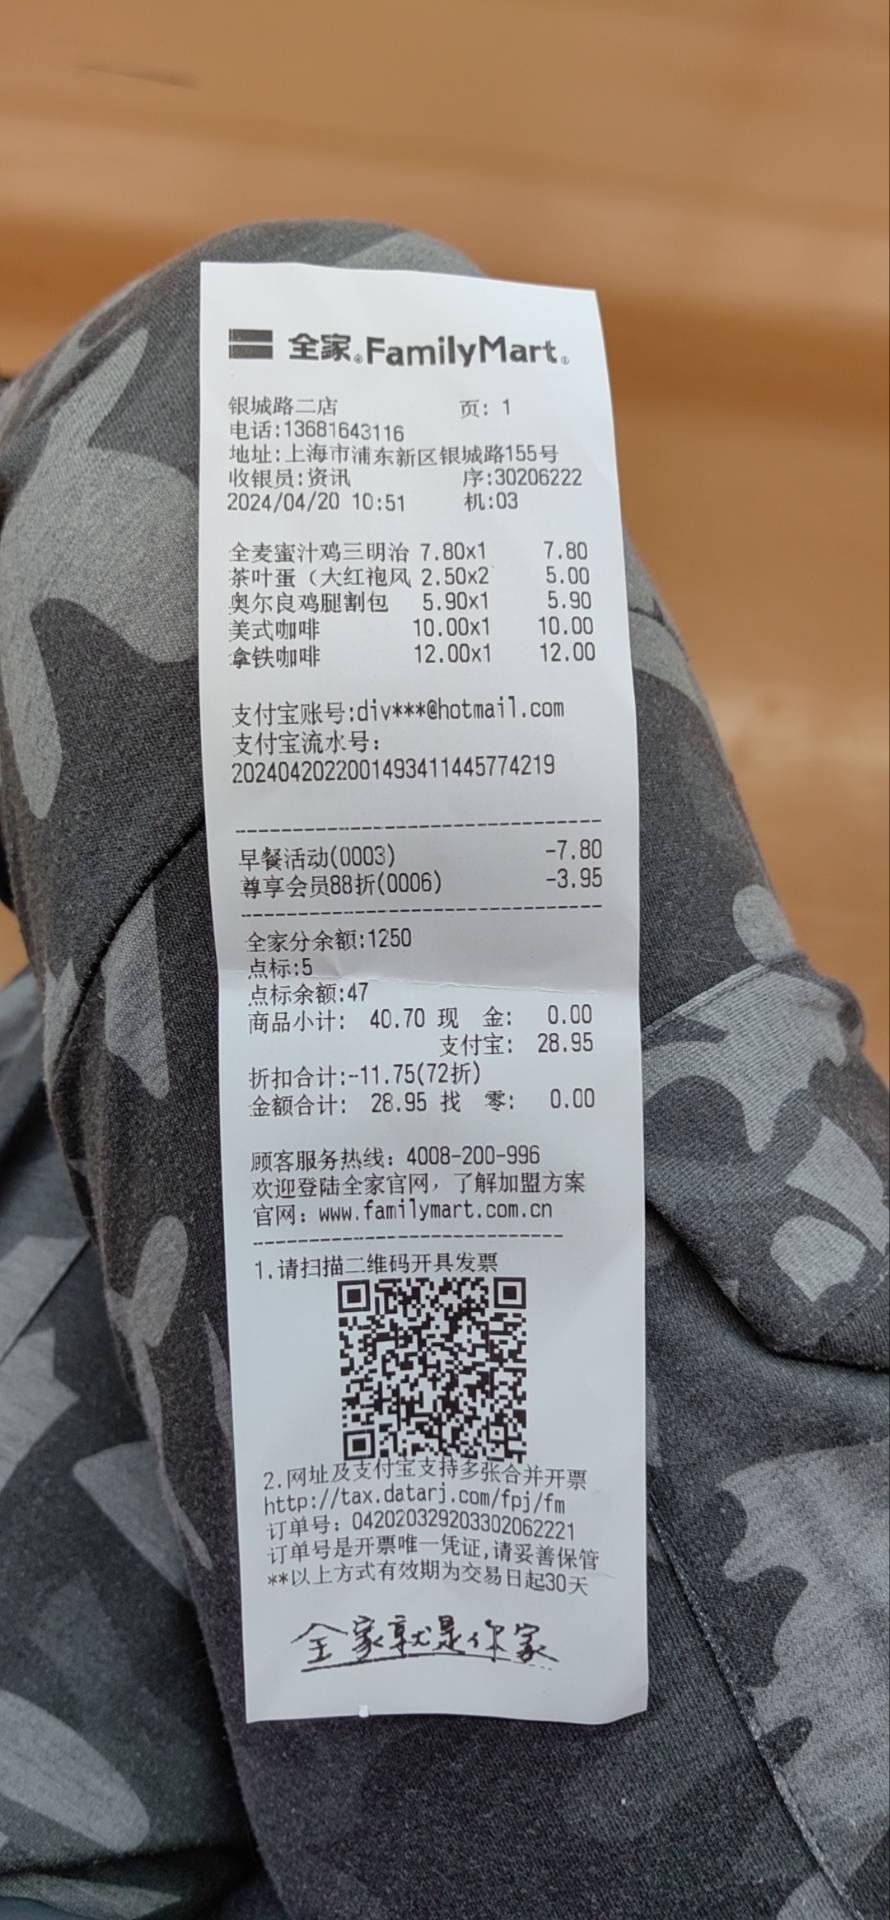 全家®FamilyMart®
银城路二店 页: 1
电话:13681643116
地址:上海市浦东新区银城路155号
收银员:资讯 序:30206222
2024/04/20 10:51 机:03
全麦蜜汁鸡三明治 7.80x1 7.80
茶叶蛋（大红袍风 2.50x2 5.00
奥尔良鸡腿割包 5.90x1 5.90
美式咖啡 10.00x1 10.00
拿铁咖啡 12.00x1 12.00
支付宝账号:div***@hotmail.com
支付宝流水号：
2024042022001493411445774219
早餐活动(0003) -7.80
尊享会员88折(0006) -3.95
全家分余额:1250
点标:5
点标余额:47
商品小计: 40.70 现 金: 0.00
支付宝: 28.95
折扣合计:-11.75(72折)
金额合计: 28.95 找 零: 0.00
顾客服务热线：4008-200-996
欢迎登陆全家官网，了解加盟方案
官网：www.familymart.com.cn
1.请扫描二维码开具发票
2.网址及支付宝支持多张合并开票
http://tax.datarj.com/fpj/fm
订单号：042020329203302062221
订单号是开票唯一凭证,请妥善保管
**以上方式有效期为交易日起30天
全家就是你家